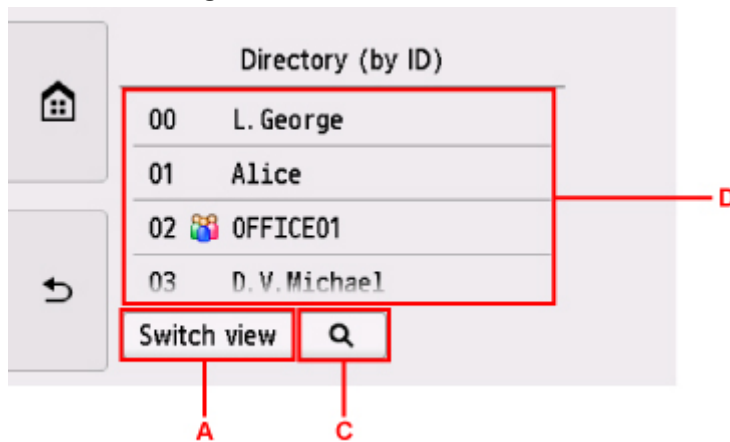 Directory (by ID)
00 L.George
01 Alice
02 OFFICE01
03 D.V.Michael
D
Switch view
A
C